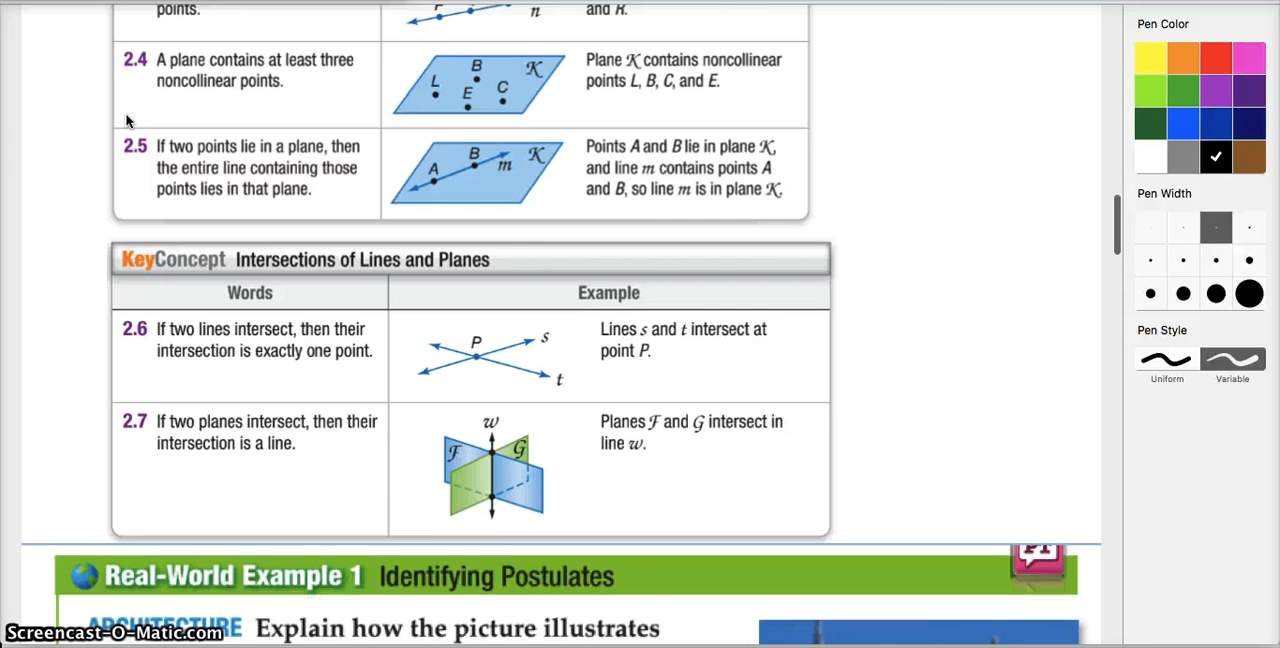 points.
n
and R.
2.4 A plane contains at least three
noncollinear points.
B
K
L
E
C
Plane K contains noncollinear
points L, B, C, and E.
2.5 If two points lie in a plane, then
the entire line containing those
points lies in that plane.
A
B
m
K
Points A and B lie in plane K,
and line m contains points A
and B, so line m is in plane K.
KeyConcept Intersections of Lines and Planes
Words
Example
2.6 If two lines intersect, then their
intersection is exactly one point.
P
s
t
Lines s and t intersect at
point P.
2.7 If two planes intersect, then their
intersection is a line.
w
F
G
Planes F and G intersect in
line w.
Real-World Example 1 Identifying Postulates
ARCHITECTURE Explain how the picture illustrates
Screencast-O-Matic.com
Pen Color
Pen Width
Pen Style
Uniform
Variable